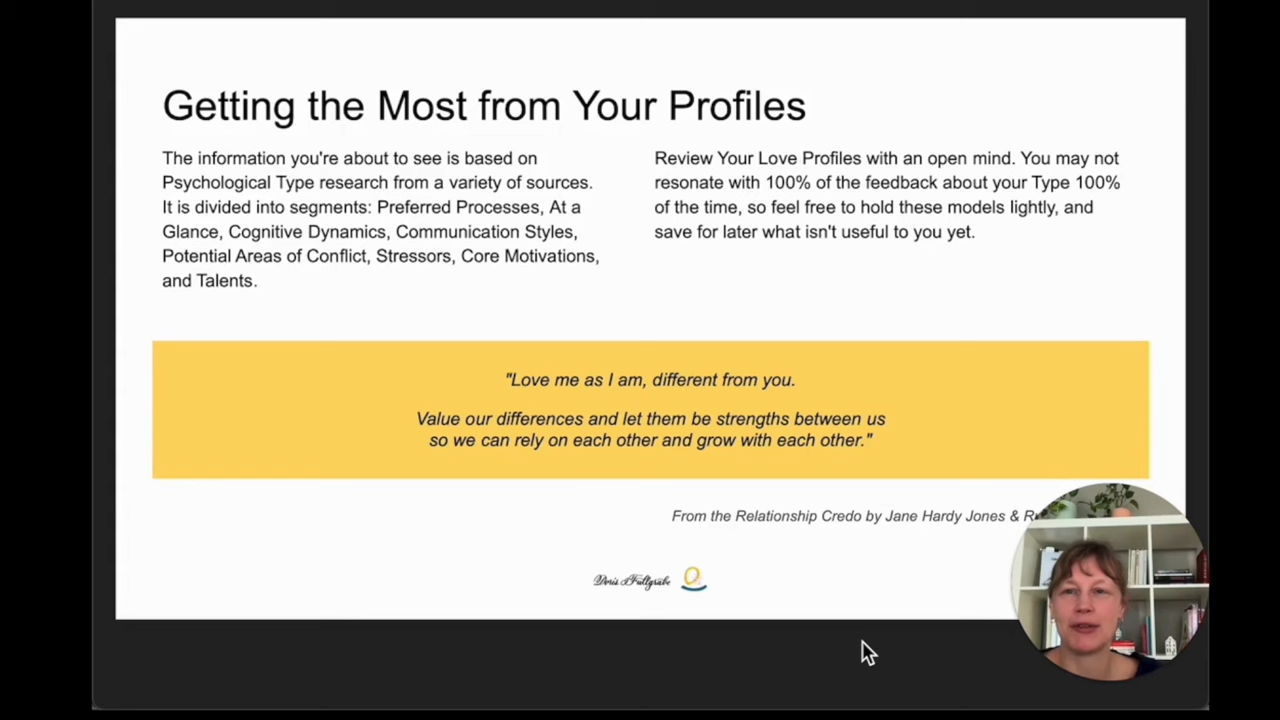 Getting the Most from Your Profiles
The information you're about to see is based on
Psychological Type research from a variety of sources.
It is divided into segments: Preferred Processes, At a
Glance, Cognitive Dynamics, Communication Styles,
Potential Areas of Conflict, Stressors, Core Motivations,
and Talents.
Review Your Love Profiles with an open mind. You may not
resonate with 100% of the feedback about your Type 100%
of the time, so feel free to hold these models lightly, and
save for later what isn't useful to you yet.
"Love me as I am, different from you.
Value our differences and let them be strengths between us
so we can rely on each other and grow with each other."
From the Relationship Credo by Jane Hardy Jones &
Doris Füllgrabe